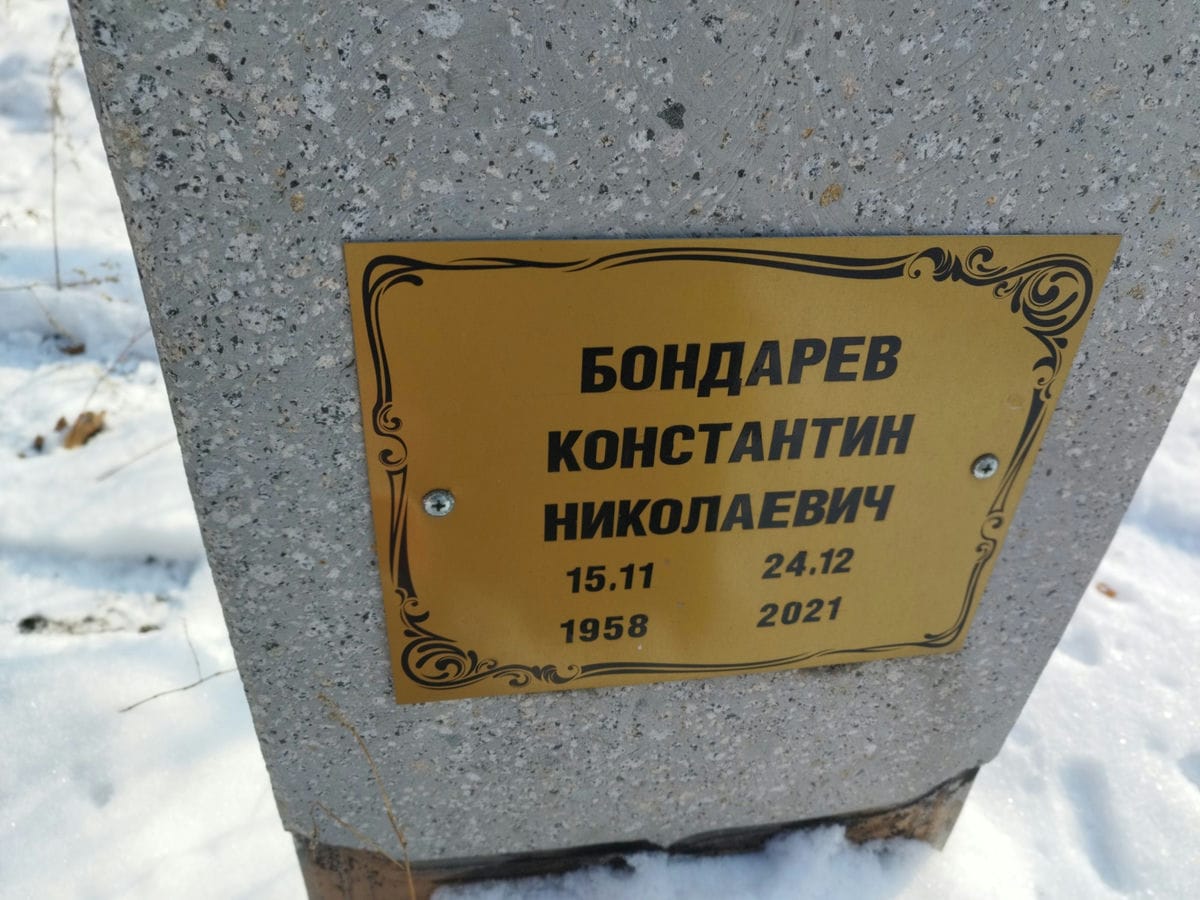 БОНДАРЕВ
КОНСТАНТИН
НИКОЛАЕВИЧ
15.11 24.12
1958 2021